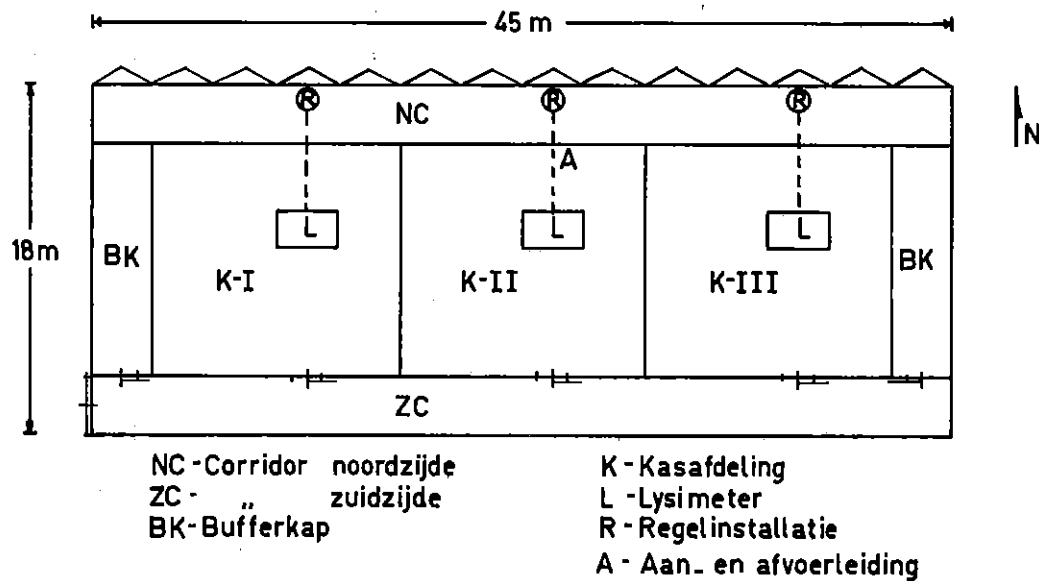 45 m
R R R
NC
N
A
L L L
18m
BK BK
K-I K-II K-III
ZC
NC-Corridor noordzijde
ZC- „ zuidzijde
BK-Bufferkap
K-Kasafdeling
L-Lysimeter
R-Regelinstallatie
A-Aan- en afvoerleiding